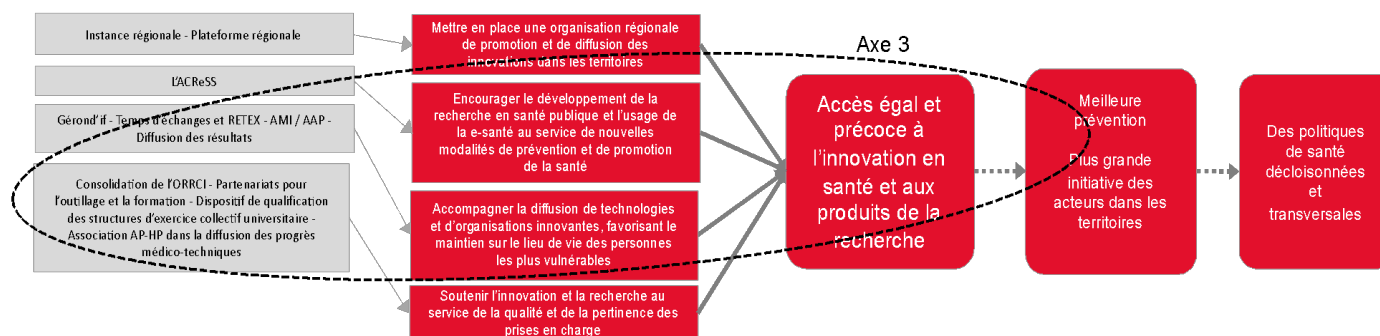 Instance régionale - Plateforme régionale
L'ACReSS
Gérond'if - Temps d'échanges et RETEX - AMI / AAP -
Diffusion des résultats
Consolidation de l'ORRCI - Partenariats pour
l'outillage et la formation - Dispositif de qualification
des structures d'exercice collectif universitaire -
Association AP-HP dans la diffusion des progrès
médico-techniques
Mettre en place une organisation régionale
de promotion et de diffusion des
innovations dans les territoires
Encourager le développement de la
recherche en santé publique et l'usage de
la e-santé au service de nouvelles
modalités de prévention et de promotion
de la santé
Accompagner la diffusion de technologies
et d'organisations innovantes, favorisant le
maintien sur le lieu de vie des personnes
les plus vulnérables
Soutenir l'innovation et la recherche au
service de la qualité et de la pertinence des
prises en charge
Axe 3
Accès égal et
précoce à
l'innovation en
santé et aux
produits de la
recherche
Meilleure
prévention
Plus grande
initiative des
acteurs dans les
territoires
Des politiques
de santé
décloisonnées
et
transversales